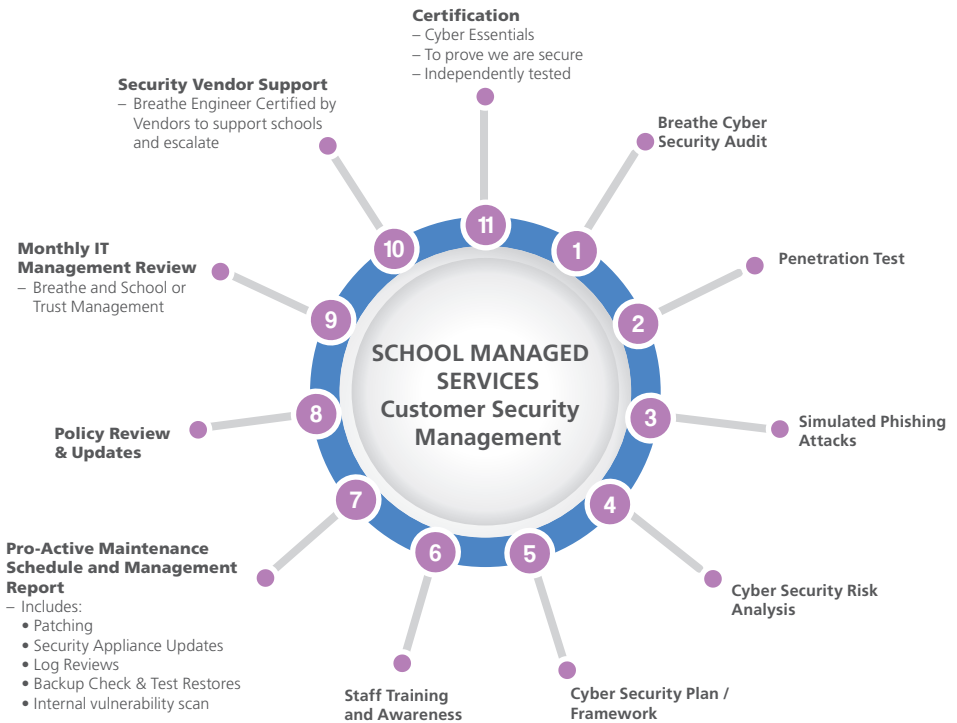 Certification
– Cyber Essentials
– To prove we are secure
– Independently tested
Security Vendor Support
– Breathe Engineer Certified by
Vendors to support schools
and escalate
Breathe Cyber
Security Audit
Monthly IT
Management Review
– Breathe and School or
Trust Management
Penetration Test
11
10
1
9
2
8
3
7
4
6
5
SCHOOL MANAGED
SERVICES
Customer Security
Management
Policy Review
& Updates
Simulated Phishing
Attacks
Pro-Active Maintenance
Schedule and Management
Report
– Includes:
• Patching
• Security Appliance Updates
• Log Reviews
• Backup Check & Test Restores
• Internal vulnerability scan
Cyber Security Risk
Analysis
Staff Training
and Awareness
Cyber Security Plan /
Framework